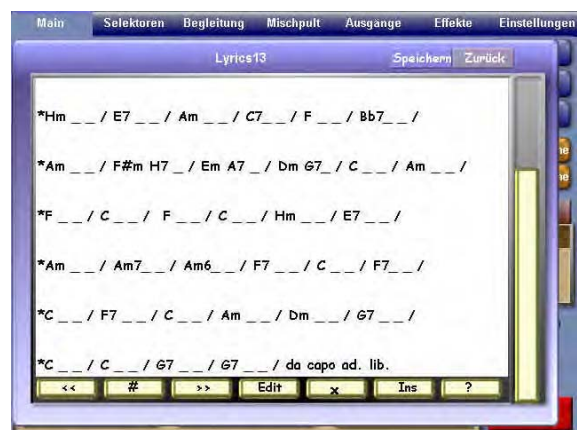 Main Selektoren Begleitung Mischpult Ausgange Effekte Einstellungen
Lyrics13 Speichern Zurück
*Hm _ _ / E7 _ _ / Am _ _ / C7_ _ / F _ _ / Bb7_ _ /
*Am _ _ / F#m H7 _ / Em A7 _ / Dm G7_ / C _ _ / Am _ _ /
*F _ _ / C _ _ / F _ _ / C _ _ / Hm _ _ / E7 _ _ /
*Am _ _ / Am7_ _ / Am6_ _ / F7 _ _ / C _ _ / F7_ _ /
*C _ _ / F7 _ _ / C _ _ / Am _ _ / Dm _ _ / G7 _ _ /
*C _ _ / C _ _ / G7 _ _ / G7 _ _ / da capo ad. lib.
<< # >> Edit x Ins ?